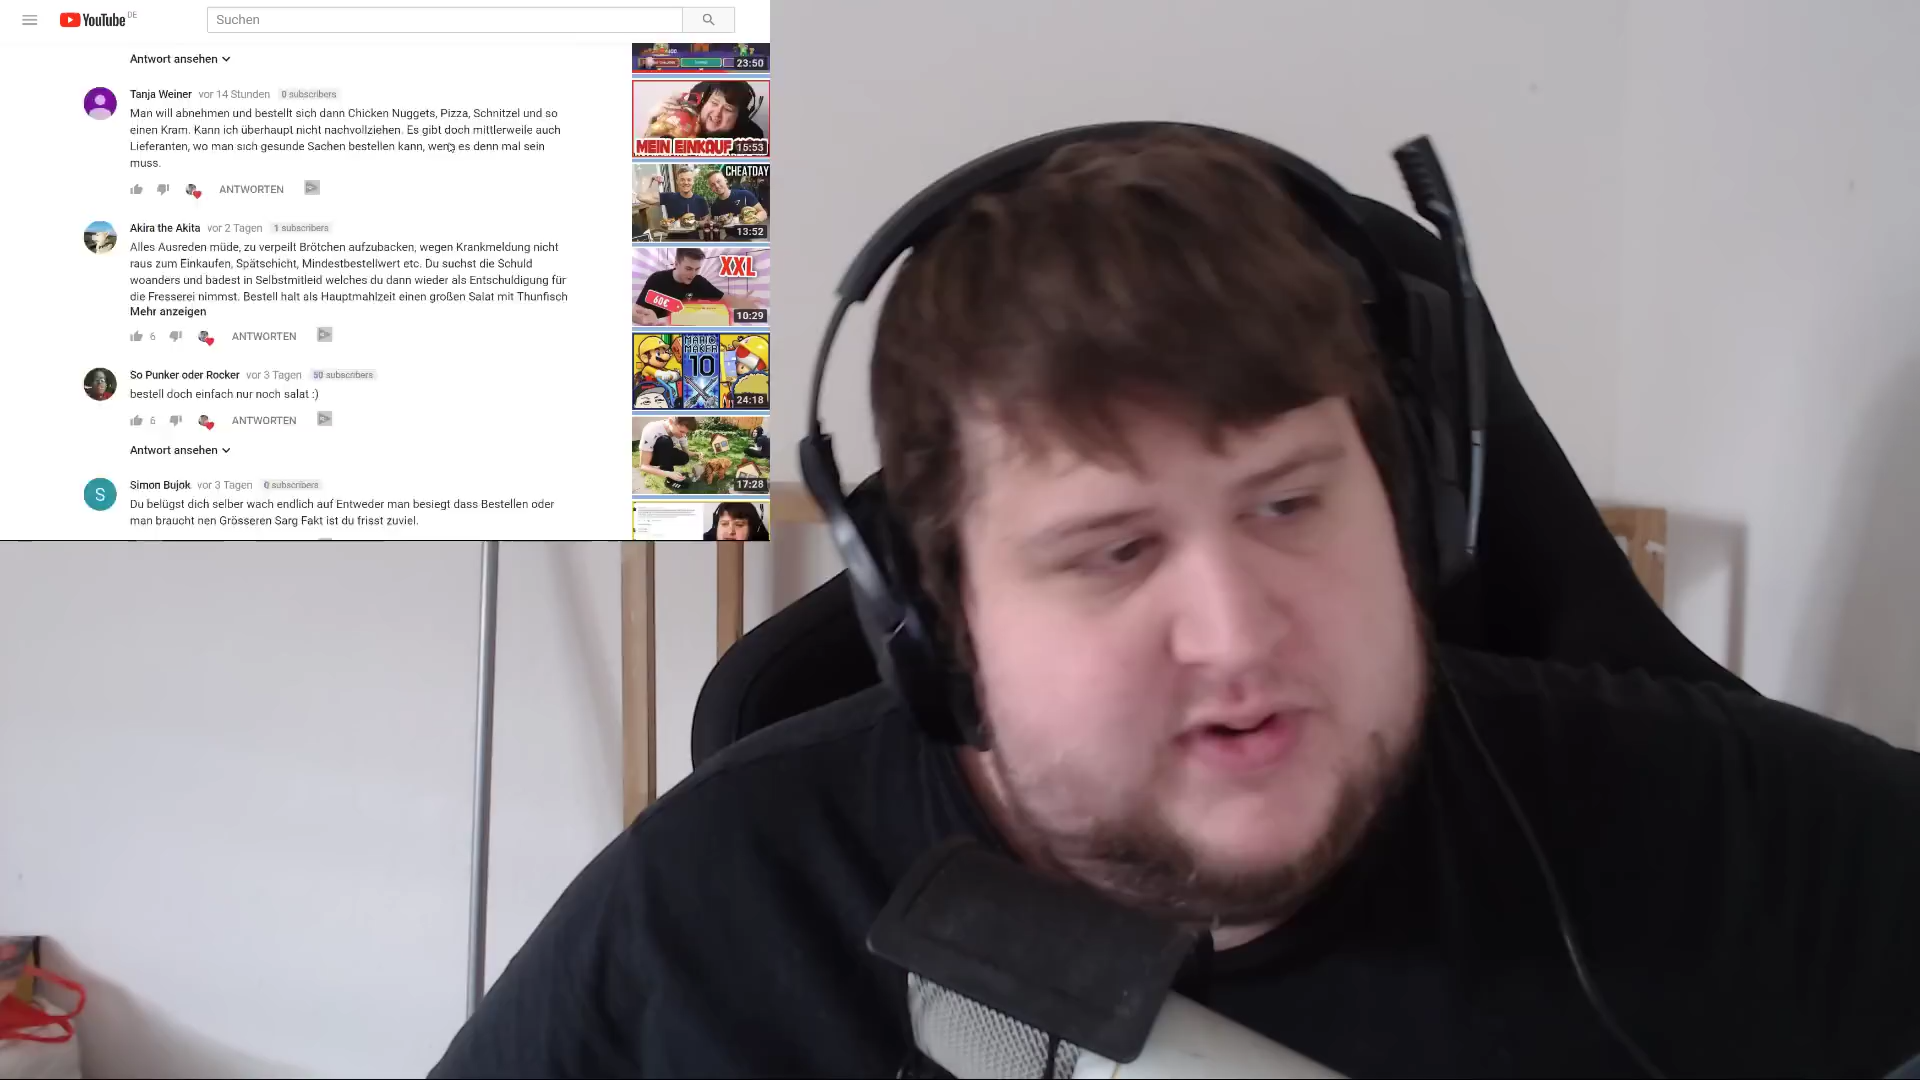 YouTube DE
Suchen
Antwort ansehen
23:50
Tanja Weiner vor 14 Stunden 0 subscribers
Man will abnehmen und bestellt sich dann Chicken Nuggets, Pizza, Schnitzel und so
einen Kram. Kann ich überhaupt nicht nachvollziehen. Es gibt doch mittlerweile auch
Lieferanten, wo man sich gesunde Sachen bestellen kann, wenn es denn mal sein
muss.
ANTWORTEN
MEIN EINKAUF
15:53
CHEATDAY
13:52
Akira the Akita vor 2 Tagen 1 subscribers
Alles Ausreden müde, zu verpeilt Brötchen aufzubacken, wegen Krankmeldung nicht
raus zum Einkaufen, Spätschicht, Mindestbestellwert etc. Du suchst die Schuld
woanders und badest in Selbstmitleid welches du dann wieder als Entschuldigung für
die Fresserei nimmst. Bestell halt als Hauptmahlzeit einen großen Salat mit Thunfisch
Mehr anzeigen
6 ANTWORTEN
XXL
60€
10:29
So Punker oder Rocker vor 3 Tagen 50 subscribers
bestell doch einfach nur noch salat :)
6 ANTWORTEN
Antwort ansehen
MARIO
MAKER
10
24:18
17:28
Simon Bujok vor 3 Tagen 0 subscribers
Du belügst dich selber wach endlich auf Entweder man besiegt dass Bestellen oder
man braucht nen Grösseren Sarg Fakt ist du frisst zuviel.